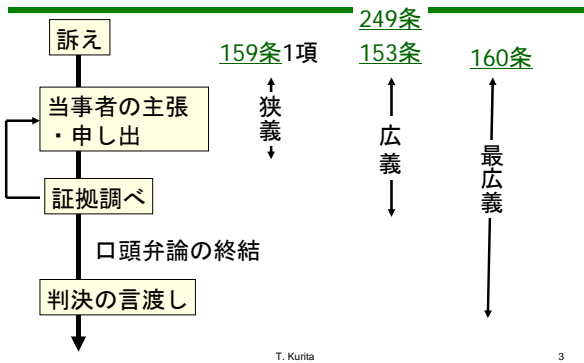 訴え
249条
159条1項
153条
160条
当事者の主張
・申し出
狭義
広義
最広義
証拠調べ
口頭弁論の終結
判決の言渡し
T. Kurita
3